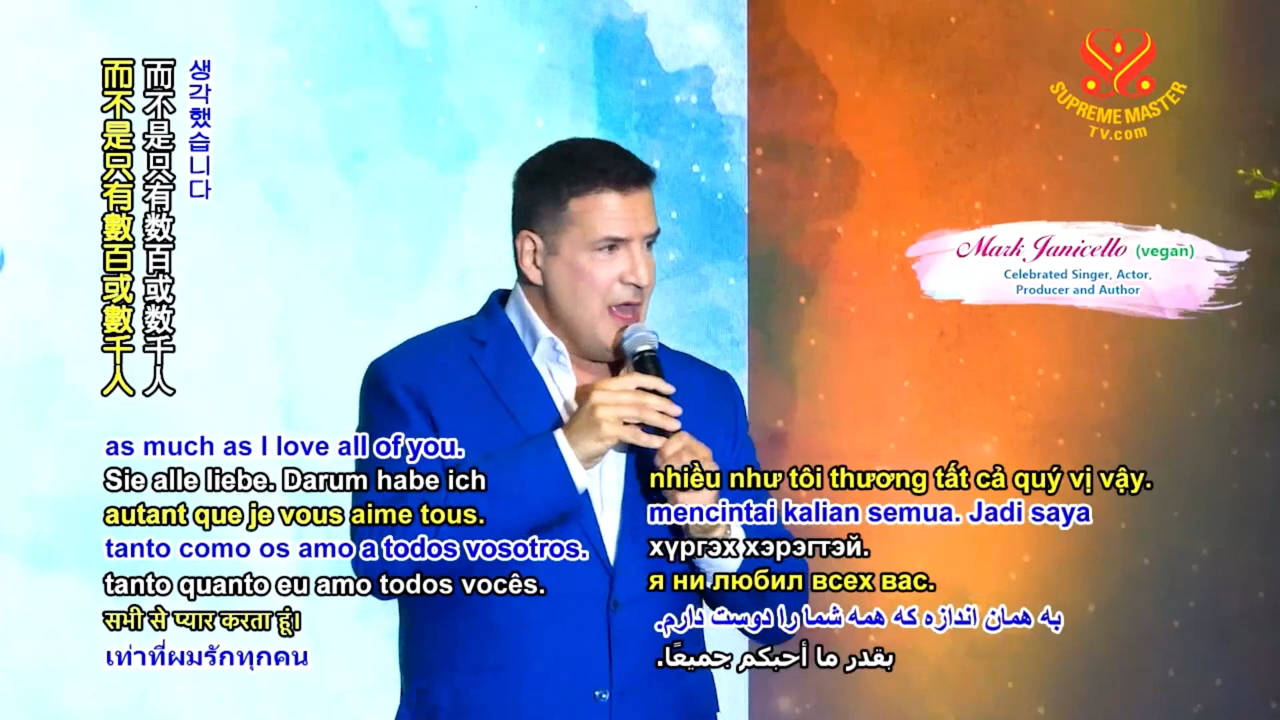 생각했습니다
而不是只有数百或数千人
而不是只有數百或數千人
SUPREME MASTER
TV.com
Mark Janicello (vegan)
Celebrated Singer, Actor,
Producer and Author
as much as I love all of you.
Sie alle liebe. Darum habe ich
autant que je vous aime tous.
tanto como os amo a todos vosotros.
tanto quanto eu amo todos vocês.
सभी से प्यार करता हूं।
เท่าที่ผมรักทุกคน
nhiều như tôi thương tất cả quý vị vậy.
mencintai kalian semua. Jadi saya
хүргэх хэрэгтэй.
я ни любил всех вас.
به همان اندازه که همه شما را دوست دارم.
بقدر ما أحبكم جميعًا.